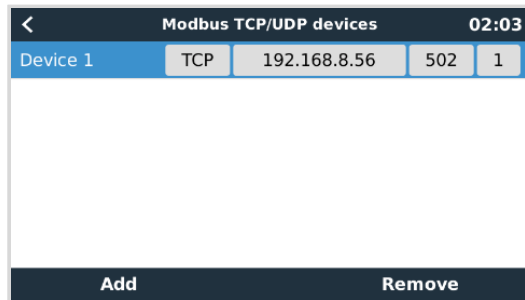 Modbus TCP/UDP devices 02:03
Device 1 TCP 192.168.8.56 502 1
Add Remove